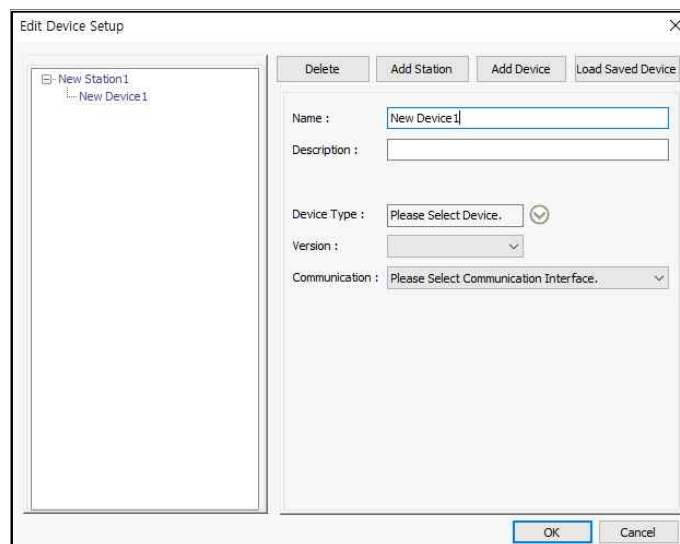 Edit Device Setup
New Station1
New Device1
Delete
Add Station
Add Device
Load Saved Device
Name :
New Device1
Description :
Device Type :
Please Select Device.
Version :
Communication :
Please Select Communication Interface.
OK
Cancel